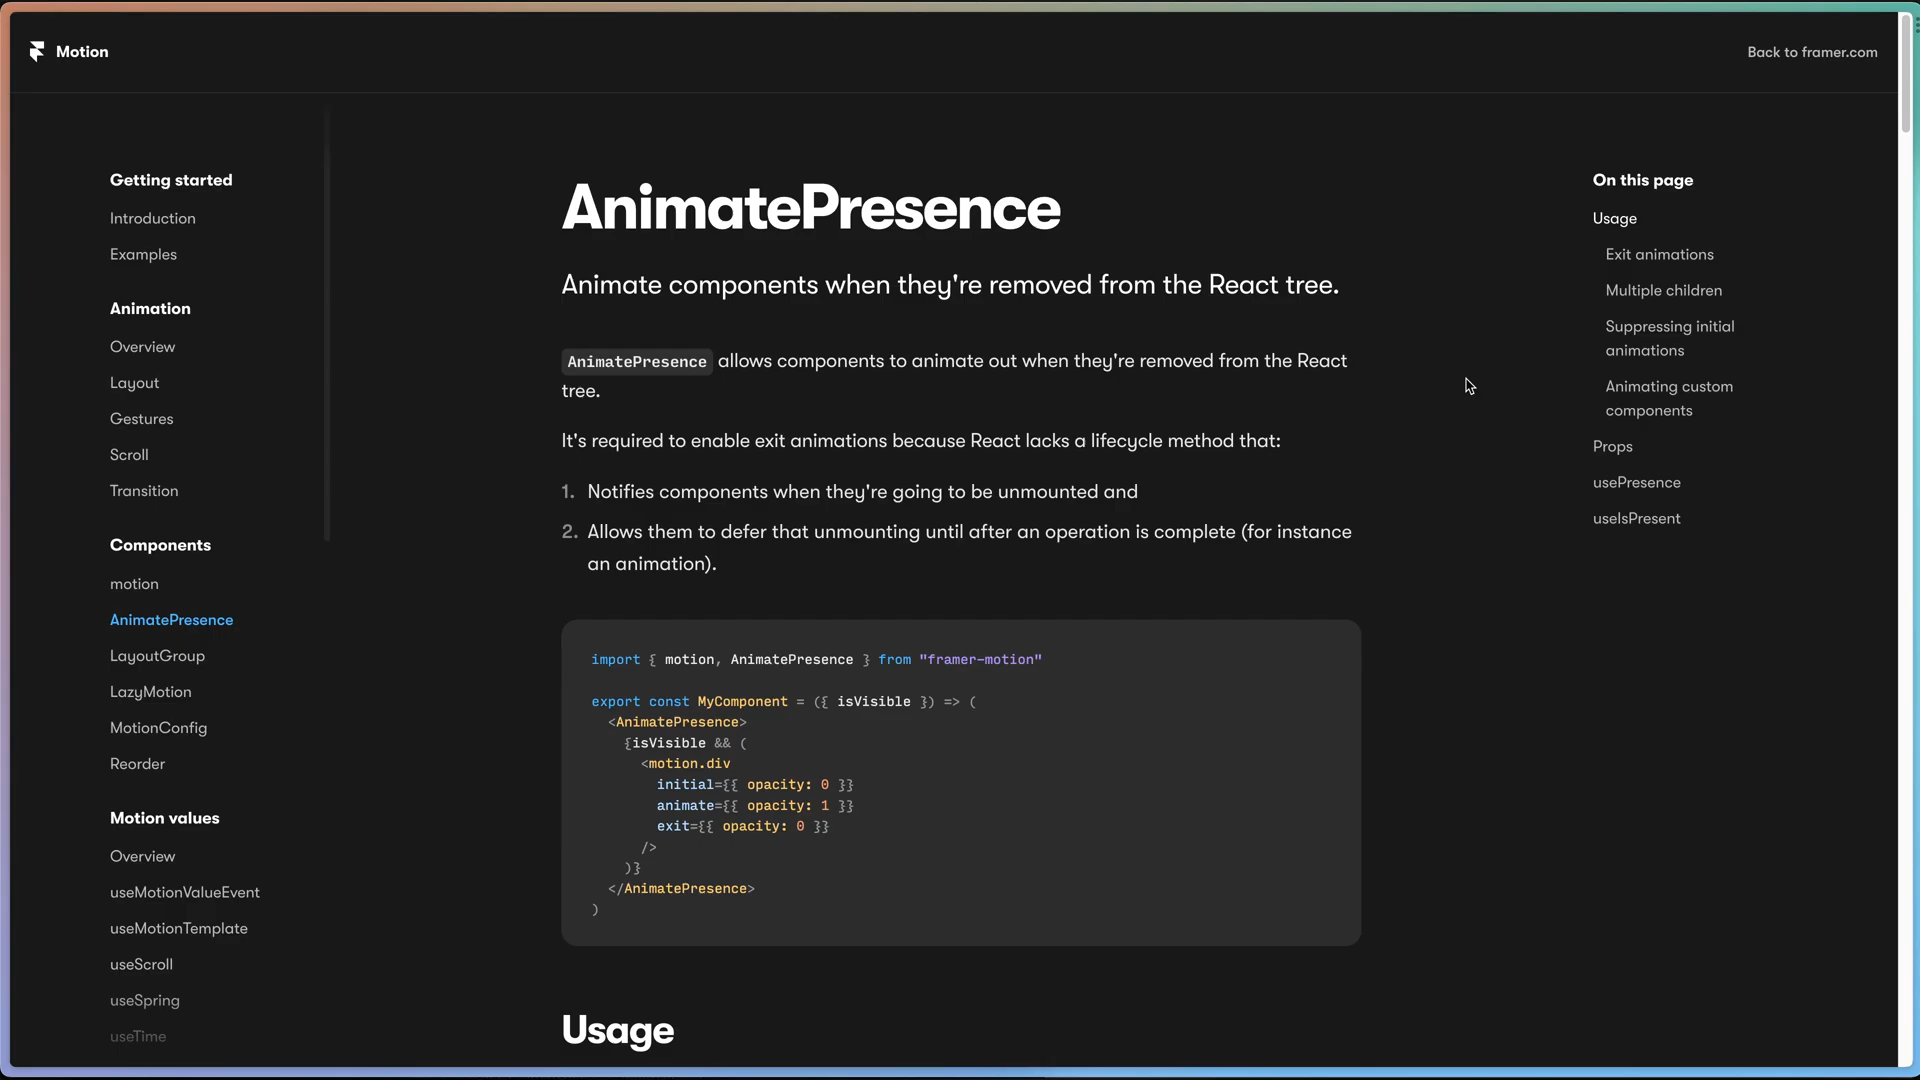 Motion
Back to framer.com
Getting started
Introduction
Examples
Animation
Overview
Layout
Gestures
Scroll
Transition
Components
motion
AnimatePresence
LayoutGroup
LazyMotion
MotionConfig
Reorder
Motion values
Overview
useMotionValueEvent
useMotionTemplate
useScroll
useSpring
useTime
AnimatePresence
Animate components when they're removed from the React tree.
AnimatePresence allows components to animate out when they're removed from the React
tree.
It's required to enable exit animations because React lacks a lifecycle method that:
1. Notifies components when they're going to be unmounted and
2. Allows them to defer that unmounting until after an operation is complete (for instance
an animation).
import { motion, AnimatePresence } from "framer-motion"
export const MyComponent = ({ isVisible }) => (
<AnimatePresence>
{isVisible && (
<motion.div
initial={{ opacity: 0 }}
animate={{ opacity: 1 }}
exit={{ opacity: 0 }}
/>
)}
</AnimatePresence>
)
Usage
On this page
Usage
Exit animations
Multiple children
Suppressing initial
animations
Animating custom
components
Props
usePresence
useIsPresent